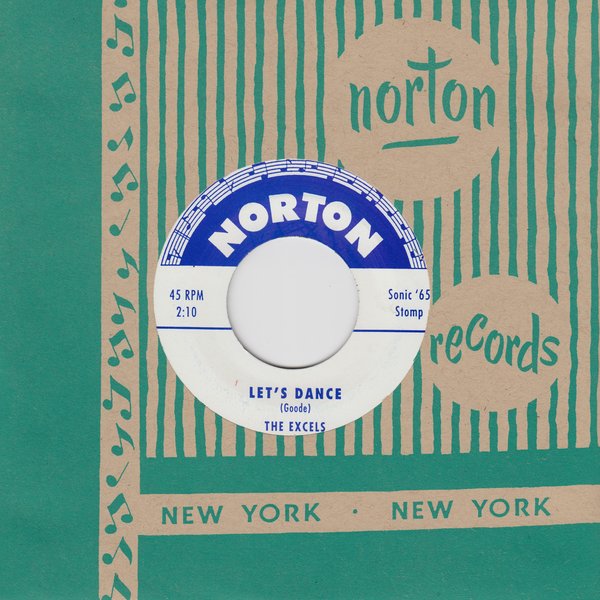 norton
records
NORTON
45 RPM
2:10
Sonic '65
Stomp
LET'S DANCE
(Goode)
THE EXCELS
NEW YORK · NEW YORK